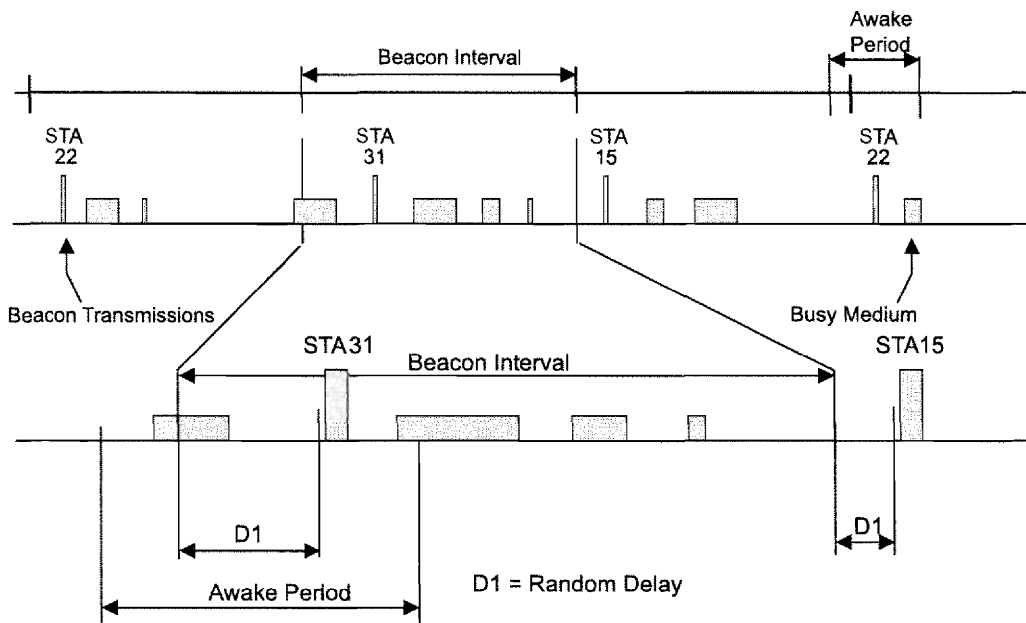 Awake
Period
Beacon Interval
STA
22
STA
31
STA
15
STA
22
Beacon Transmissions
Busy Medium
STA31
Beacon Interval
STA15
D1
D1
Awake Period
D1 = Random Delay